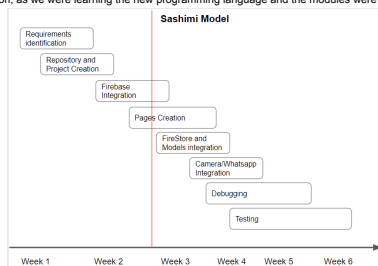 on, as we were learning the new programming language and the modules were
Sashimi Model
Requirements
identification
Repository and
Project Creation
Firebase
Integration
Pages Creation
FireStore and
Models integration
Camera/Whatsapp
Integration
Debugging
Testing
Week 1 Week 2 Week 3 Week 4 Week 5 Week 6